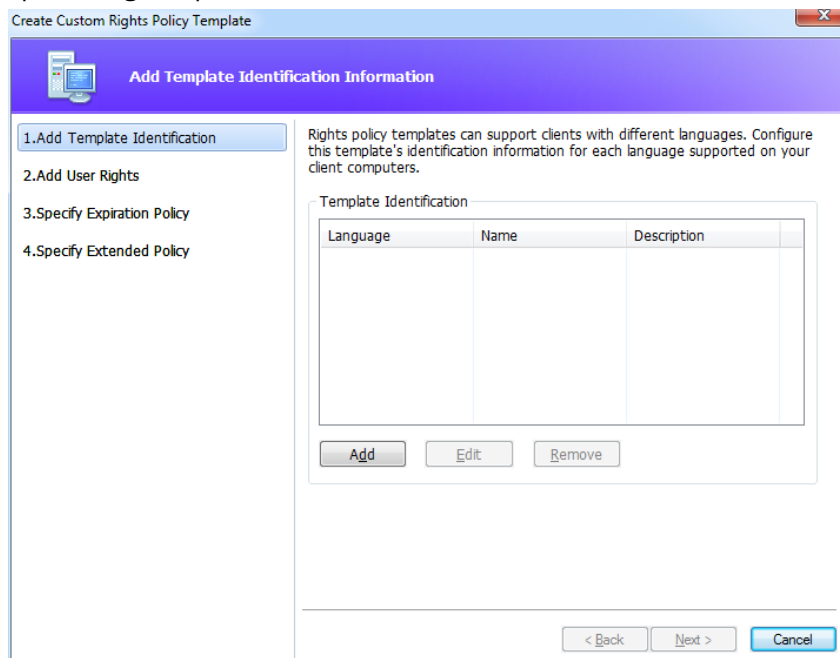 Create Custom Rights Policy Template
Add Template Identification Information
1.Add Template Identification
2.Add User Rights
3.Specify Expiration Policy
4.Specify Extended Policy
Rights policy templates can support clients with different languages. Configure
this template's identification information for each language supported on your
client computers.
Template Identification
Language Name Description
Add Edit Remove
< Back Next > Cancel